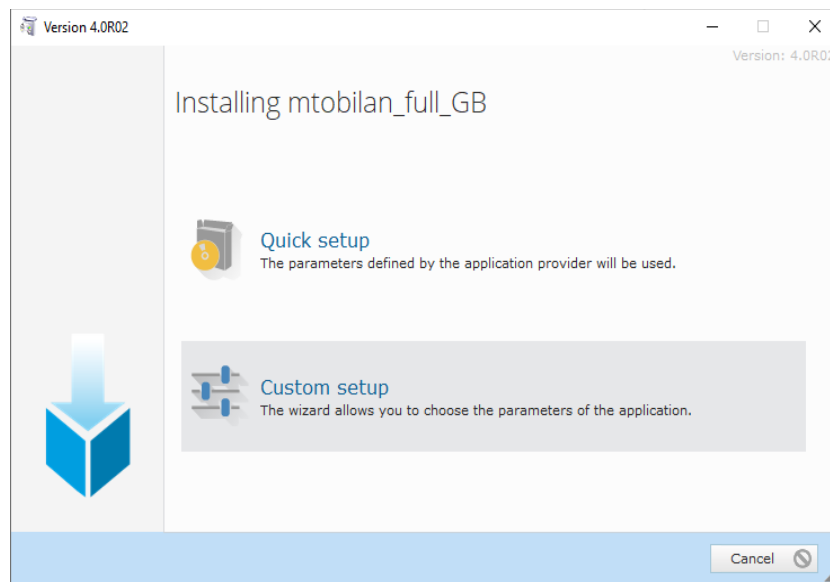 Version 4.0R02
Version: 4.0R02
Installing mtobilan_full_GB
Quick setup
The parameters defined by the application provider will be used.
Custom setup
The wizard allows you to choose the parameters of the application.
Cancel